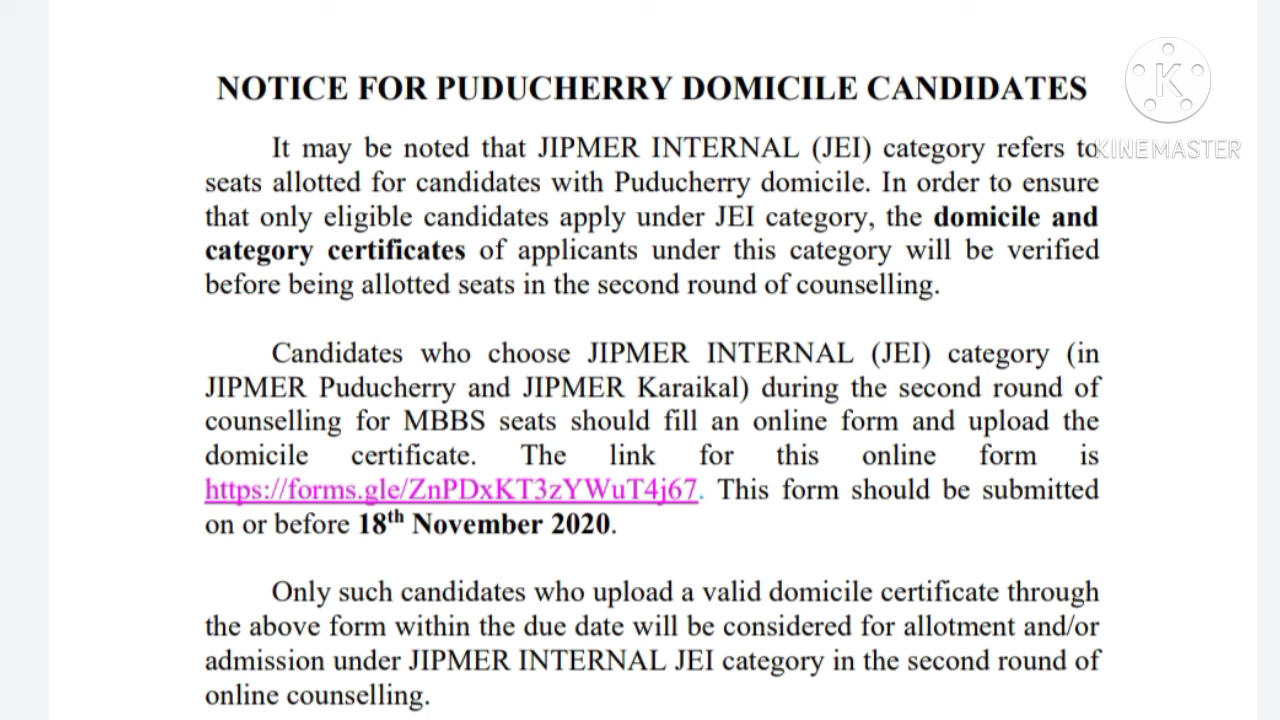 NOTICE FOR PUDUCHERRY DOMICILE CANDIDATES
K
KINEMASTER
It may be noted that JIPMER INTERNAL (JEI) category refers to
seats allotted for candidates with Puducherry domicile. In order to ensure
that only eligible candidates apply under JEI category, the domicile and
category certificates of applicants under this category will be verified
before being allotted seats in the second round of counselling.
Candidates who choose JIPMER INTERNAL (JEI) category (in
JIPMER Puducherry and JIPMER Karaikal) during the second round of
counselling for MBBS seats should fill an online form and upload the
domicile certificate. The link for this online form is
https://forms.gle/ZnPDxKT3zYWuT4j67. This form should be submitted
on or before 18th November 2020.
Only such candidates who upload a valid domicile certificate through
the above form within the due date will be considered for allotment and/or
admission under JIPMER INTERNAL JEI category in the second round of
online counselling.